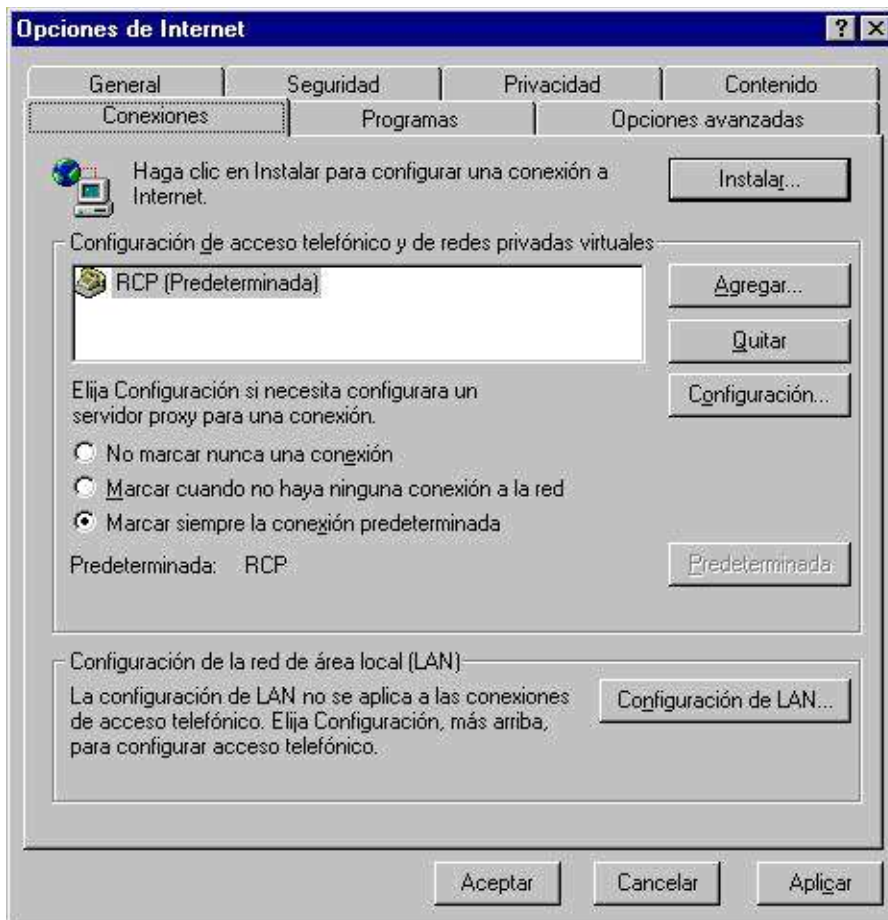 Opciones de Internet
General Seguridad Privacidad Contenido
Conexiones Programas Opciones avanzadas
Haga clic en Instalar para configurar una conexión a
Internet.
Instalar...
Configuración de acceso telefónico y de redes privadas virtuales
RCP (Predeterminada)
Agregar...
Quitar
Elija Configuración si necesita configurara un
servidor proxy para una conexión.
Configuración...
No marcar nunca una conexión
Marcar cuando no haya ninguna conexión a la red
Marcar siempre la conexión predeterminada
Predeterminada: RCP
Predeterminada
Configuración de la red de área local (LAN)
La configuración de LAN no se aplica a las conexiones
de acceso telefónico. Elija Configuración, más arriba,
para configurar acceso telefónico.
Configuración de LAN...
Aceptar Cancelar Aplicar